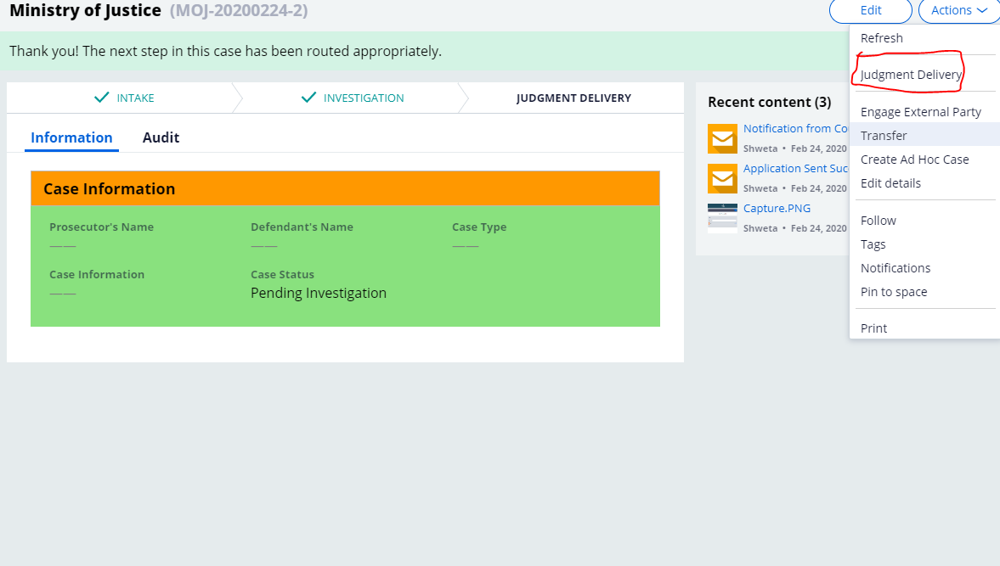 Ministry of Justice (MOJ-20200224-2)
Edit
Actions
Thank you! The next step in this case has been routed appropriately.
INTAKE
INVESTIGATION
JUDGMENT DELIVERY
Information
Audit
Case Information
Prosecutor's Name
Defendant's Name
Case Type
——
——
——
Case Information
Case Status
——
Pending Investigation
Recent content (3)
Notification from Co
Shweta • Feb 24, 2020
Application Sent Suc
Shweta • Feb 24, 2020
Capture.PNG
Shweta • Feb 24, 2020
Refresh
Judgment Delivery
Engage External Party
Transfer
Create Ad Hoc Case
Edit details
Follow
Tags
Notifications
Pin to space
Print